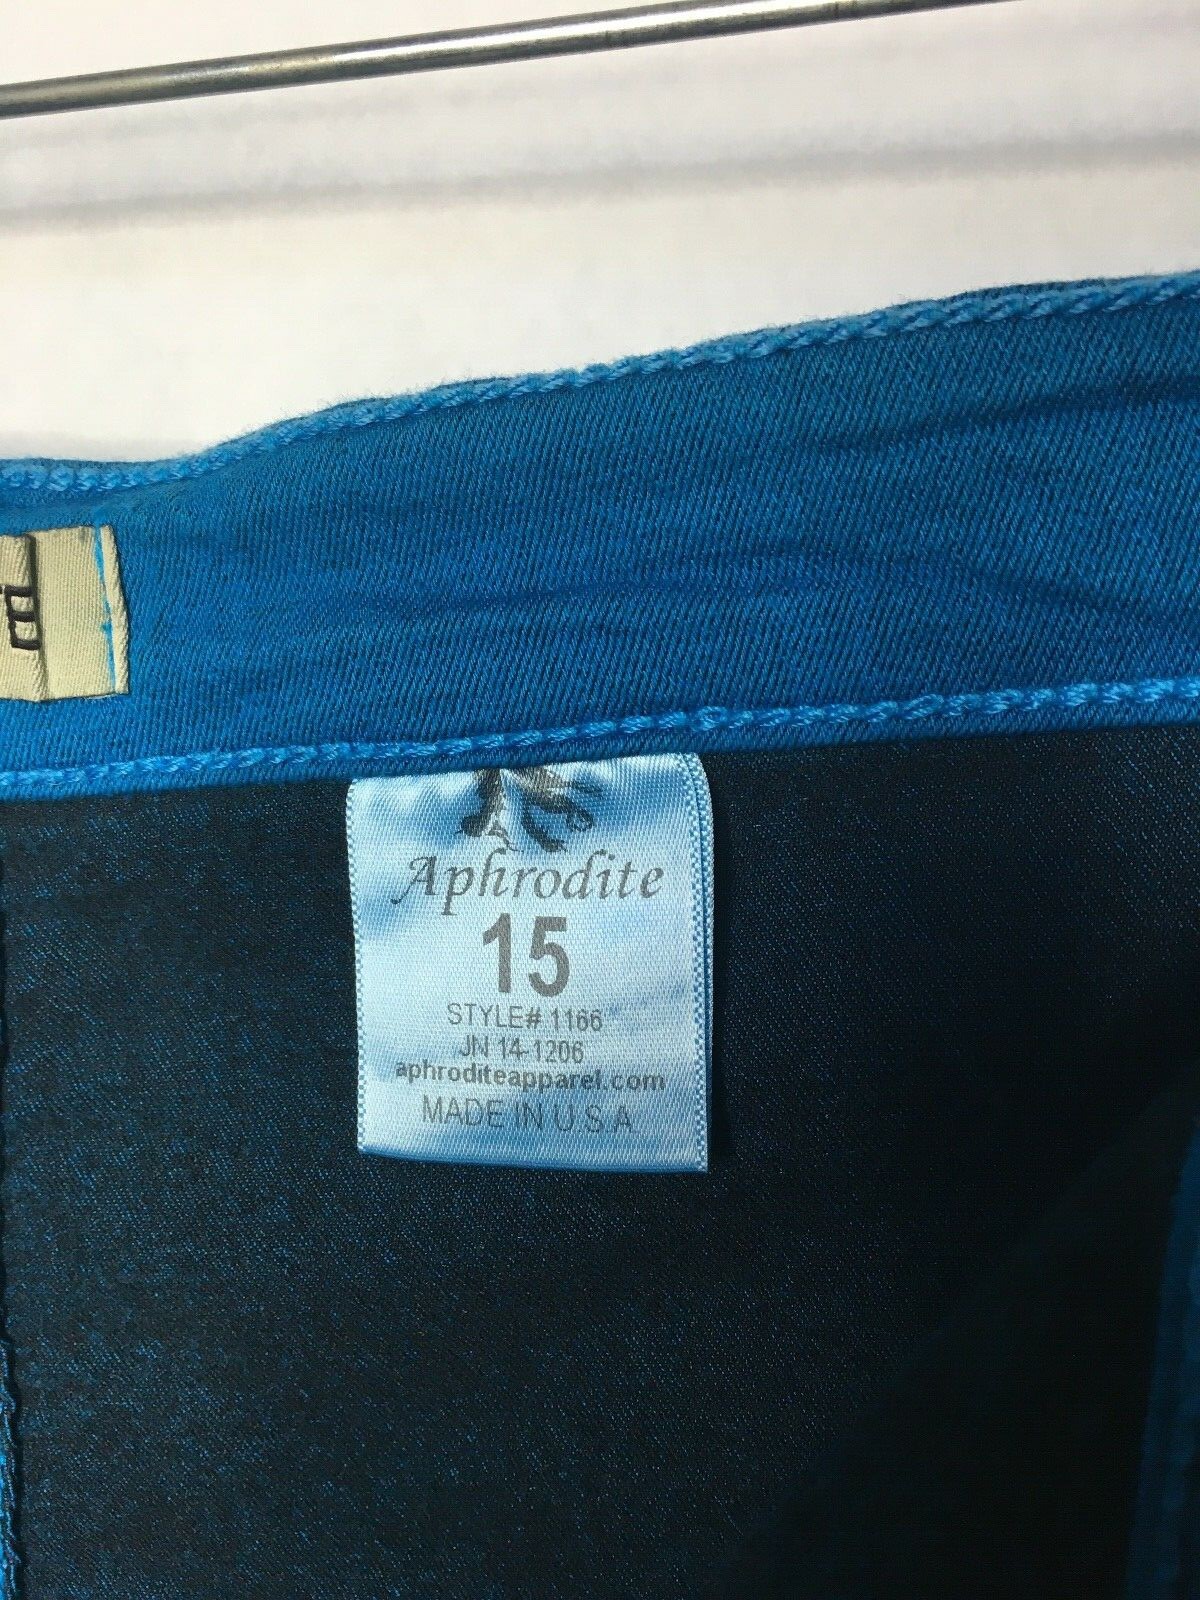 Aphrodite
15
STYLE# 1166
JN 14-1206
aphroditeapparel.com
MADE IN U.S.A